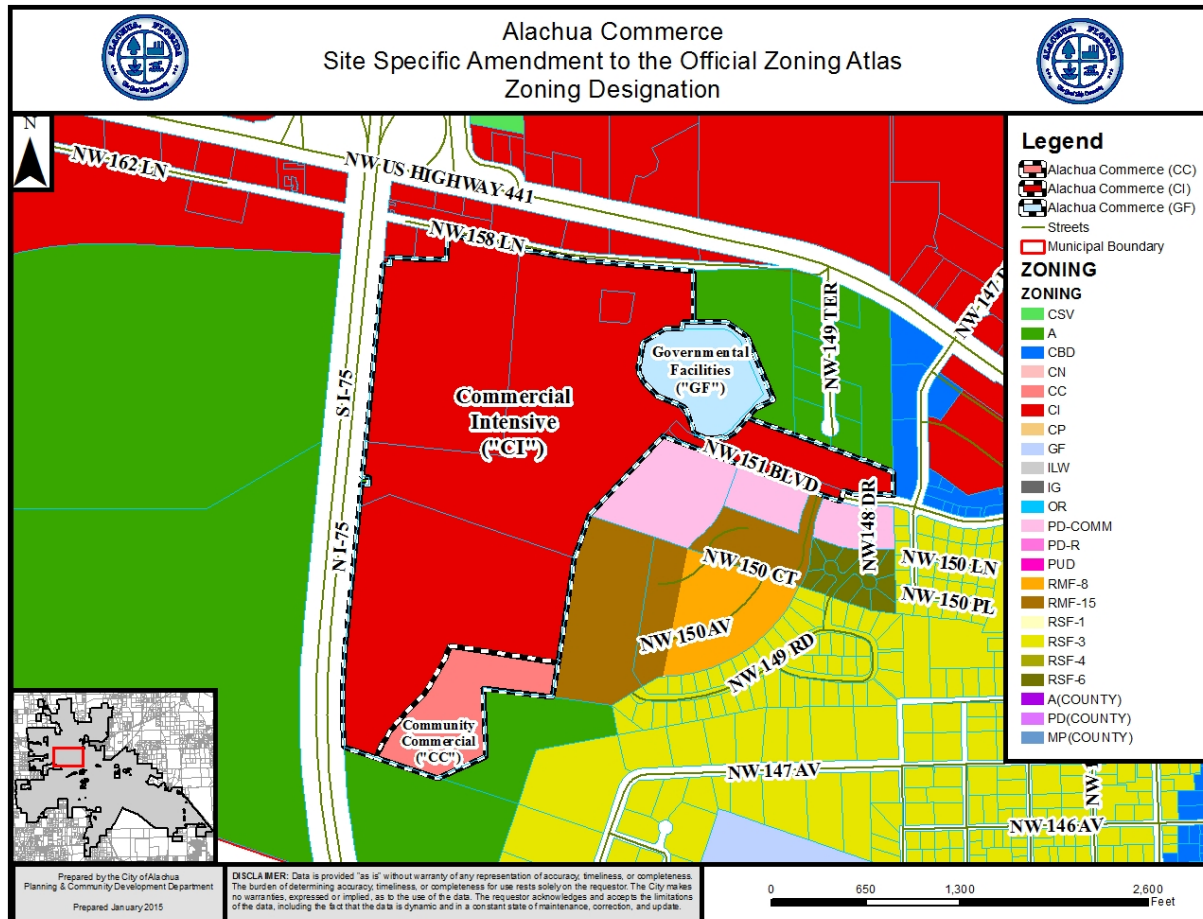 Alachua Commerce
Site Specific Amendment to the Official Zoning Atlas
Zoning Designation
ALACHUA, FLORIDA
ALACHUA, FLORIDA
N
NW 162 LN
NW US HIGHWAY 441
NW 158 LN
NW 149 TER
NW 147 D
S I-75
N I-75
Commercial
Intensive
("CI")
Governmental
Facilities
("GF")
NW 151 BLVD
NW 148 DR
NW 150 LN
NW 150 CT
NW 150 PL
NW 150 AV
NW 149 RD
Community
Commercial
("CC")
NW 147 AV
NW 146 AV
Legend
Alachua Commerce (CC)
Alachua Commerce (CI)
Alachua Commerce (GF)
Streets
Municipal Boundary
ZONING
ZONING
CSV
A
CBD
CN
CC
CI
CP
GF
ILW
IG
OR
PD-COMM
PD-R
PUD
RMF-8
RMF-15
RSF-1
RSF-3
RSF-4
RSF-6
A(COUNTY)
PD(COUNTY)
MP(COUNTY)
Prepared by the City of Alachua
Planning & Community Development Department
Prepared January 2015
DISCLAIMER: Data is provided "as is" without warranty of any representation of accuracy, timeliness, or completeness.
The burden of determining accuracy, timeliness, or completeness for use rests solely on the requestor. The City makes
no warranties, expressed or implied, as to the use of the data. The requestor acknowledges and accepts the limitations
of the data, including the fact that the data is dynamic and in a constant state of maintenance, correction, and update.
0 650 1,300 2,600
Feet